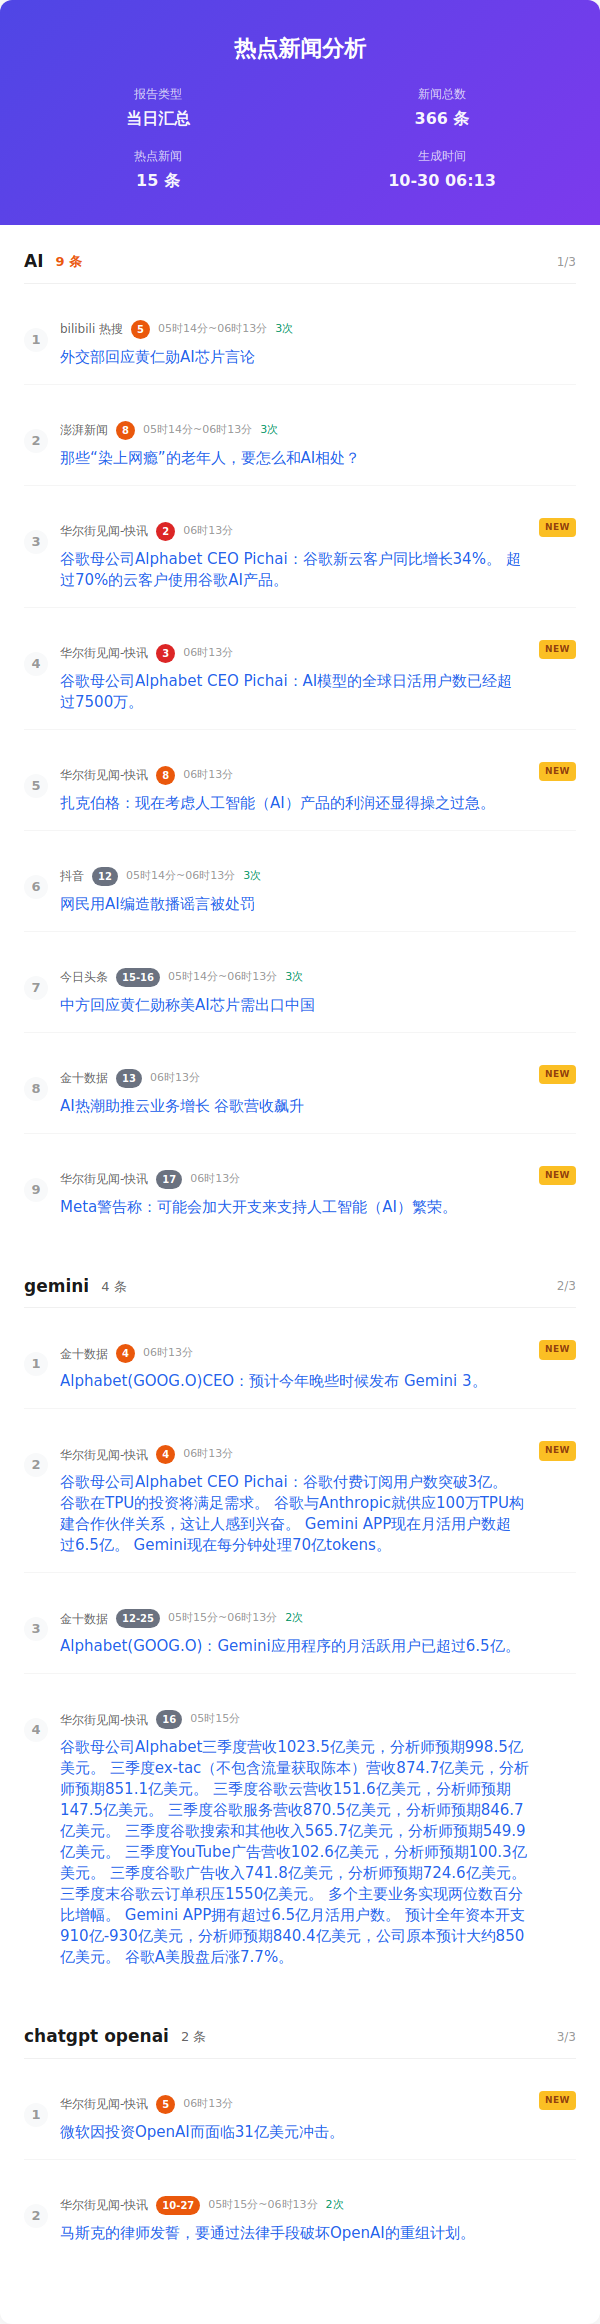 热点新闻分析
报告类型
新闻总数
当日汇总
366 条
热点新闻
生成时间
15 条
10-30 06:13
AI 9 条 1/3
1 bilibili 热搜 5 05时14分~06时13分 3次
外交部回应黄仁勋AI芯片言论
2 澎湃新闻 8 05时14分~06时13分 3次
那些“染上网瘾”的老年人，要怎么和AI相处？
3 华尔街见闻-快讯 2 06时13分 NEW
谷歌母公司Alphabet CEO Pichai：谷歌新云客户同比增长34%。 超
过70%的云客户使用谷歌AI产品。
4 华尔街见闻-快讯 3 06时13分 NEW
谷歌母公司Alphabet CEO Pichai：AI模型的全球日活用户数已经超
过7500万。
5 华尔街见闻-快讯 8 06时13分 NEW
扎克伯格：现在考虑人工智能（AI）产品的利润还显得操之过急。
6 抖音 12 05时14分~06时13分 3次
网民用AI编造散播谣言被处罚
7 今日头条 15-16 05时14分~06时13分 3次
中方回应黄仁勋称美AI芯片需出口中国
8 金十数据 13 06时13分 NEW
AI热潮助推云业务增长 谷歌营收飙升
9 华尔街见闻-快讯 17 06时13分 NEW
Meta警告称：可能会加大开支来支持人工智能（AI）繁荣。
gemini 4 条 2/3
1 金十数据 4 06时13分 NEW
Alphabet(GOOG.O)CEO：预计今年晚些时候发布 Gemini 3。
2 华尔街见闻-快讯 4 06时13分 NEW
谷歌母公司Alphabet CEO Pichai：谷歌付费订阅用户数突破3亿。
谷歌在TPU的投资将满足需求。 谷歌与Anthropic就供应100万TPU构
建合作伙伴关系，这让人感到兴奋。 Gemini APP现在月活用户数超
过6.5亿。 Gemini现在每分钟处理70亿tokens。
3 金十数据 12-25 05时15分~06时13分 2次
Alphabet(GOOG.O)：Gemini应用程序的月活跃用户已超过6.5亿。
4 华尔街见闻-快讯 16 05时15分
谷歌母公司Alphabet三季度营收1023.5亿美元，分析师预期998.5亿
美元。 三季度ex-tac（不包含流量获取陈本）营收874.7亿美元，分析
师预期851.1亿美元。 三季度谷歌云营收151.6亿美元，分析师预期
147.5亿美元。 三季度谷歌服务营收870.5亿美元，分析师预期846.7
亿美元。 三季度谷歌搜索和其他收入565.7亿美元，分析师预期549.9
亿美元。 三季度YouTube广告营收102.6亿美元，分析师预期100.3亿
美元。 三季度谷歌广告收入741.8亿美元，分析师预期724.6亿美元。
三季度末谷歌云订单积压1550亿美元。 多个主要业务实现两位数百分
比增幅。 Gemini APP拥有超过6.5亿月活用户数。 预计全年资本开支
910亿-930亿美元，分析师预期840.4亿美元，公司原本预计大约850
亿美元。 谷歌A美股盘后涨7.7%。
chatgpt openai 2 条 3/3
1 华尔街见闻-快讯 5 06时13分 NEW
微软因投资OpenAI而面临31亿美元冲击。
2 华尔街见闻-快讯 10-27 05时15分~06时13分 2次
马斯克的律师发誓，要通过法律手段破坏OpenAI的重组计划。